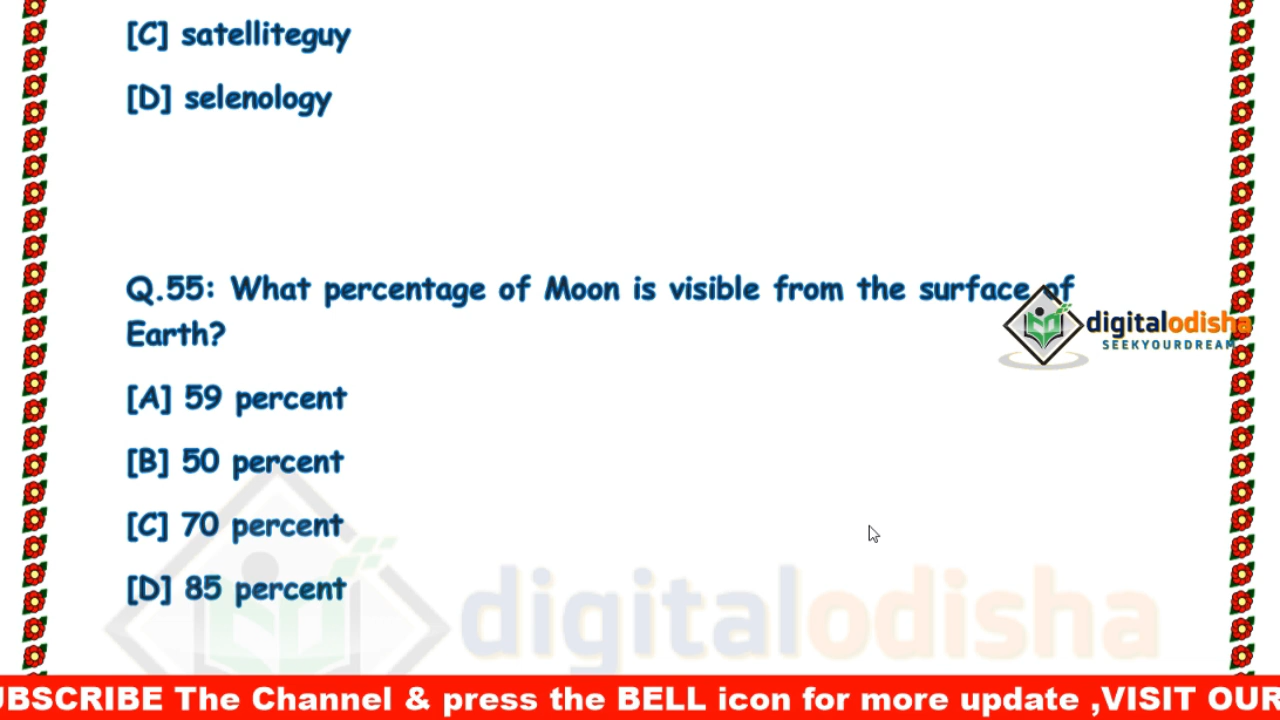 [C] satelliteguy
[D] selenology
Q.55: What percentage of Moon is visible from the surface of
Earth?
digitalodisha
SEEKYOURDREAM
[A] 59 percent
[B] 50 percent
[C] 70 percent
[D] 85 percent
digitalodisha
UBSCRIBE The Channel & press the BELL icon for more update ,VISIT OUR